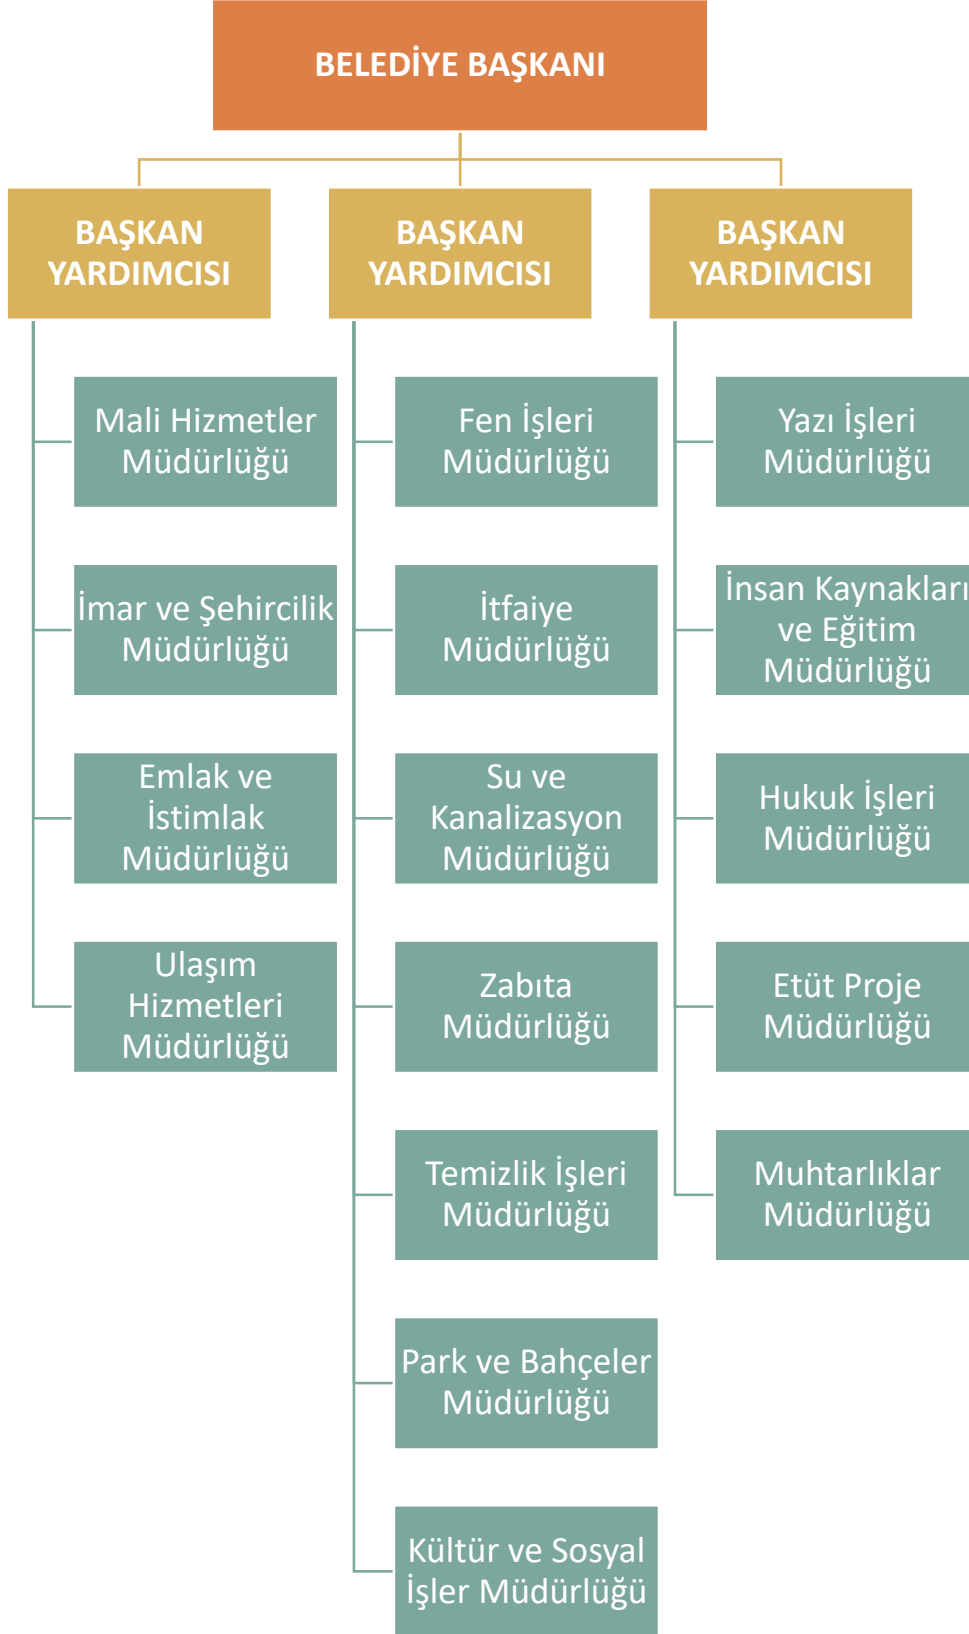 BELEDİYE BAŞKANI
BAŞKAN
YARDIMCISI
Mali Hizmetler
Müdürlüğü
İmar ve Şehircilik
Müdürlüğü
Emlak ve
İstimlak
Müdürlüğü
Ulaşım
Hizmetleri
Müdürlüğü
BAŞKAN
YARDIMCISI
Fen İşleri
Müdürlüğü
İtfaiye
Müdürlüğü
Su ve
Kanalizasyon
Müdürlüğü
Zabıta
Müdürlüğü
Temizlik İşleri
Müdürlüğü
Park ve Bahçeler
Müdürlüğü
Kültür ve Sosyal
İşler Müdürlüğü
BAŞKAN
YARDIMCISI
Yazı İşleri
Müdürlüğü
İnsan Kaynakları
ve Eğitim
Müdürlüğü
Hukuk İşleri
Müdürlüğü
Etüt Proje
Müdürlüğü
Muhtarlıklar
Müdürlüğü